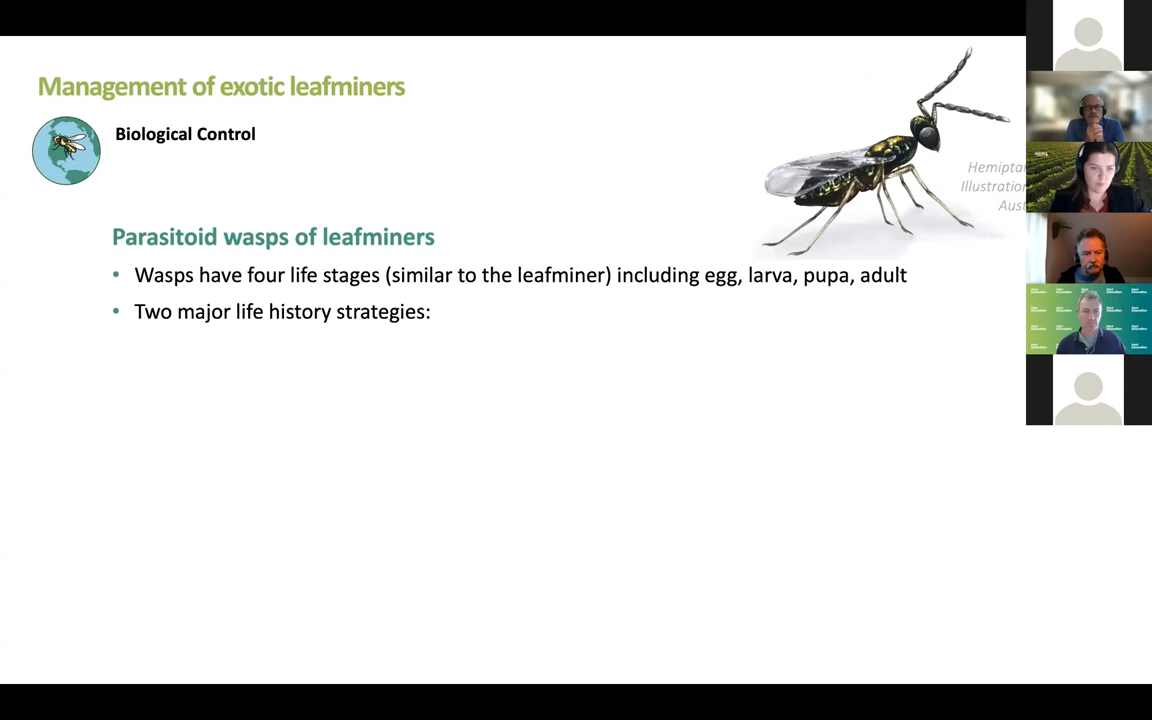 Management of exotic leafminers
Biological Control
Parasitoid wasps of leafminers
• Wasps have four life stages (similar to the leafminer) including egg, larva, pupa, adult
• Two major life history strategies: